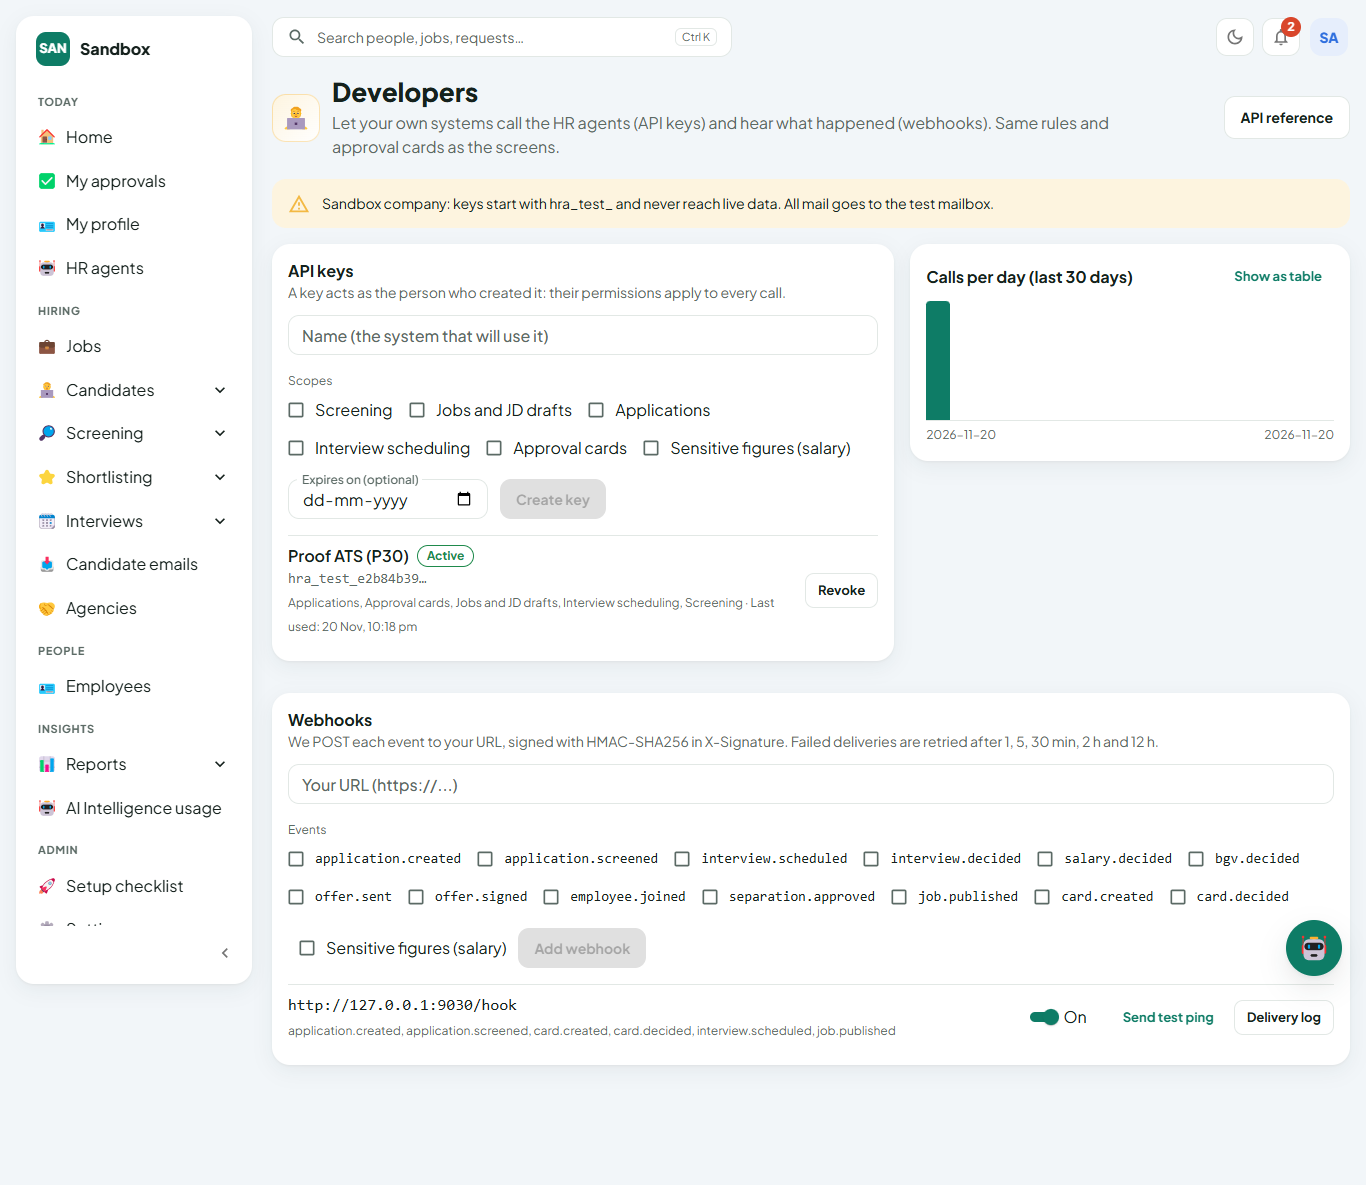 SAN Sandbox
Search people, jobs, requests... Ctrl K
2
SA
TODAY
Home
My approvals
My profile
HR agents
HIRING
Jobs
Candidates
Screening
Shortlisting
Interviews
Candidate emails
Agencies
PEOPLE
Employees
INSIGHTS
Reports
AI Intelligence usage
ADMIN
Setup checklist
Developers
Let your own systems call the HR agents (API keys) and hear what happened (webhooks). Same rules and
approval cards as the screens.
API reference
Sandbox company: keys start with hra_test_ and never reach live data. All mail goes to the test mailbox.
API keys
A key acts as the person who created it: their permissions apply to every call.
Name (the system that will use it)
Scopes
Screening Jobs and JD drafts Applications
Interview scheduling Approval cards Sensitive figures (salary)
Expires on (optional)
dd-mm-yyyy Create key
Proof ATS (P30) Active
hra_test_e2b84b39…
Applications, Approval cards, Jobs and JD drafts, Interview scheduling, Screening · Last
used: 20 Nov, 10:18 pm
Revoke
Calls per day (last 30 days) Show as table
2026-11-20 2026-11-20
Webhooks
We POST each event to your URL, signed with HMAC-SHA256 in X-Signature. Failed deliveries are retried after 1, 5, 30 min, 2 h and 12 h.
Your URL (https://...)
Events
application.created application.screened interview.scheduled interview.decided salary.decided bgv.decided
offer.sent offer.signed employee.joined separation.approved job.published card.created card.decided
Sensitive figures (salary) Add webhook
http://127.0.0.1:9030/hook
application.created, application.screened, card.created, card.decided, interview.scheduled, job.published
On Send test ping Delivery log